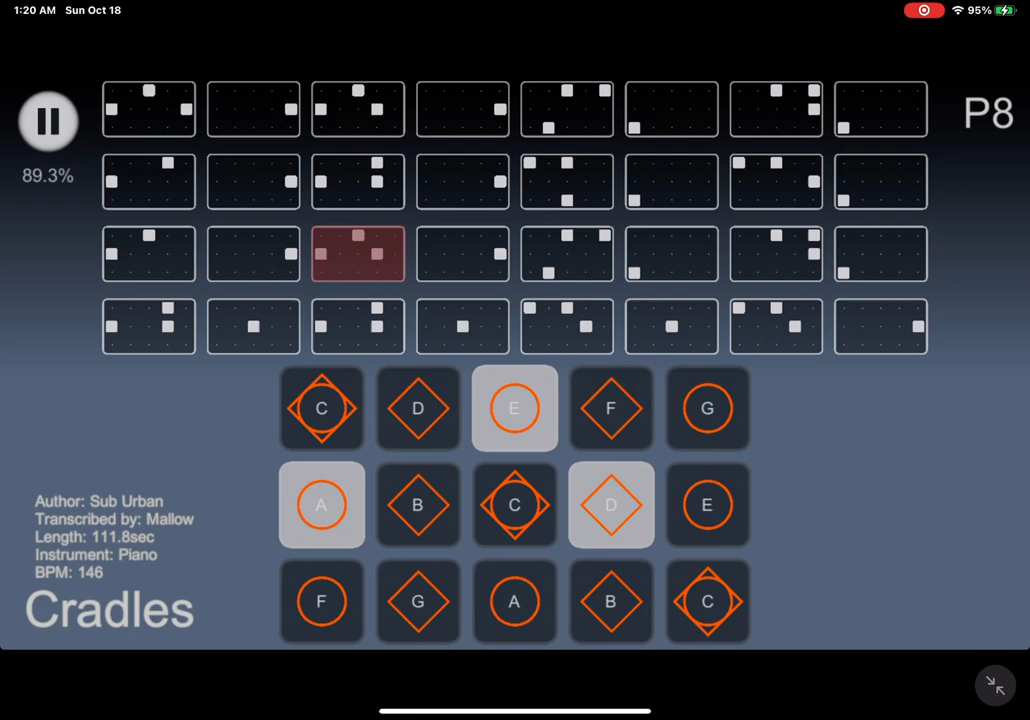 1:20 AM Sun Oct 18
95%
P8
89.3%
C D E F G
A B C D E
F G A B C
Author: Sub Urban
Transcribed by: Mallow
Length: 111.8sec
Instrument: Piano
BPM: 146
Cradles